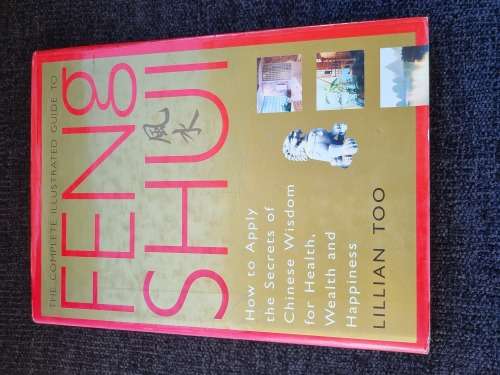 THE COMPLETE ILLUSTRATED GUIDE TO
FENG
SHUI
風水
How to Apply
the Secrets of
Chinese Wisdom
for Health,
Wealth and
Happiness
LILLIAN TOO